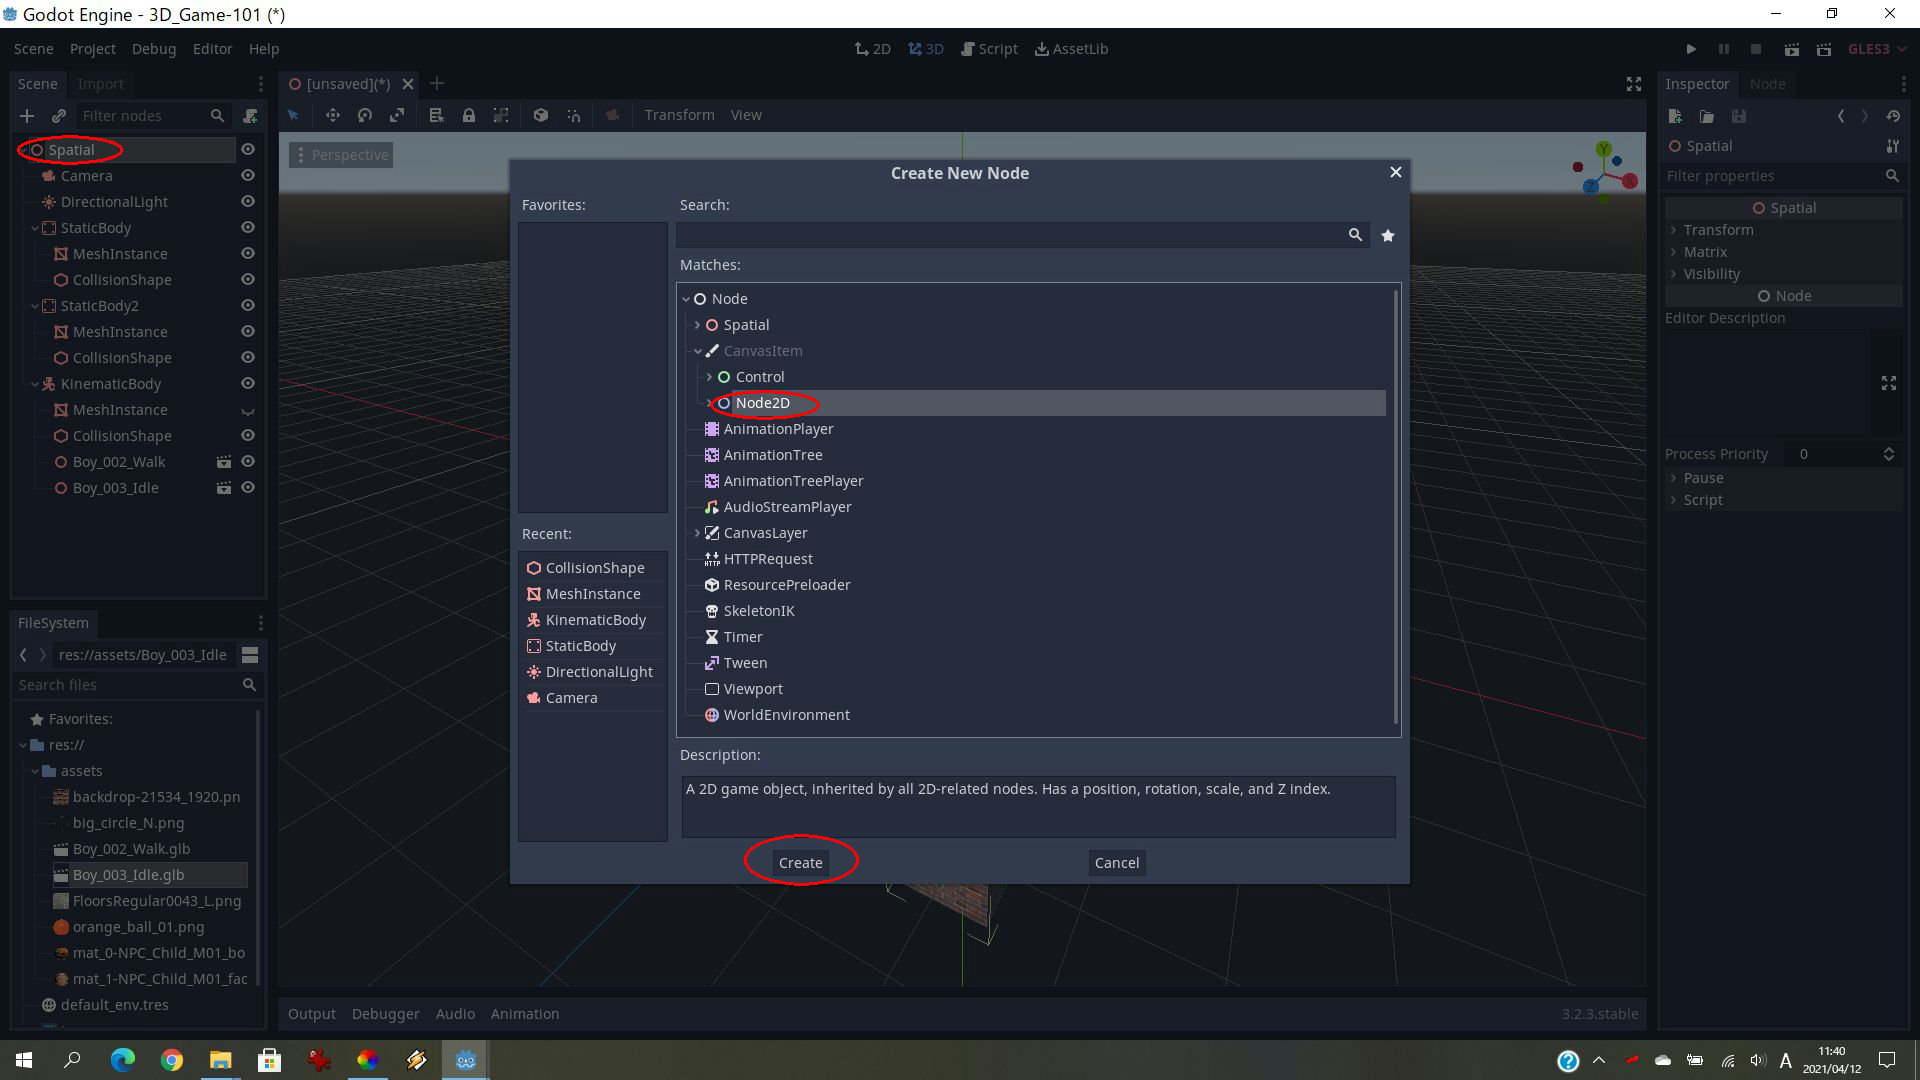 Godot Engine - 3D_Game-101 (*)
Scene Project Debug Editor Help
2D 3D Script AssetLib
GLES3
Scene Import
[unsaved](*)
Inspector Node
Filter nodes
Transform View
Spatial
Camera
DirectionalLight
StaticBody
MeshInstance
CollisionShape
StaticBody2
MeshInstance
CollisionShape
KinematicBody
MeshInstance
CollisionShape
Boy_002_Walk
Boy_003_Idle
FileSystem
res://assets/Boy_003_Idle
Search files
Favorites:
res://
assets
backdrop-21534_1920.pn
big_circle_N.png
Boy_002_Walk.glb
Boy_003_Idle.glb
FloorsRegular0043_L.png
orange_ball_01.png
mat_0-NPC_Child_M01_bo
mat_1-NPC_Child_M01_fac
default_env.tres
Perspective
Y
X
Z
Create New Node
Favorites:
Search:
Matches:
Node
Spatial
CanvasItem
Control
Node2D
AnimationPlayer
AnimationTree
AnimationTreePlayer
AudioStreamPlayer
CanvasLayer
HTTP HTTPRequest
ResourcePreloader
SkeletonIK
Timer
Tween
Viewport
WorldEnvironment
Recent:
CollisionShape
MeshInstance
KinematicBody
StaticBody
DirectionalLight
Camera
Description:
A 2D game object, inherited by all 2D-related nodes. Has a position, rotation, scale, and Z index.
Create Cancel
Output Debugger Audio Animation
3.2.3.stable
Spatial
Filter properties
Spatial
Transform
Matrix
Visibility
Node
Editor Description
Process Priority 0
Pause
Script
A
11:40
2021/04/12